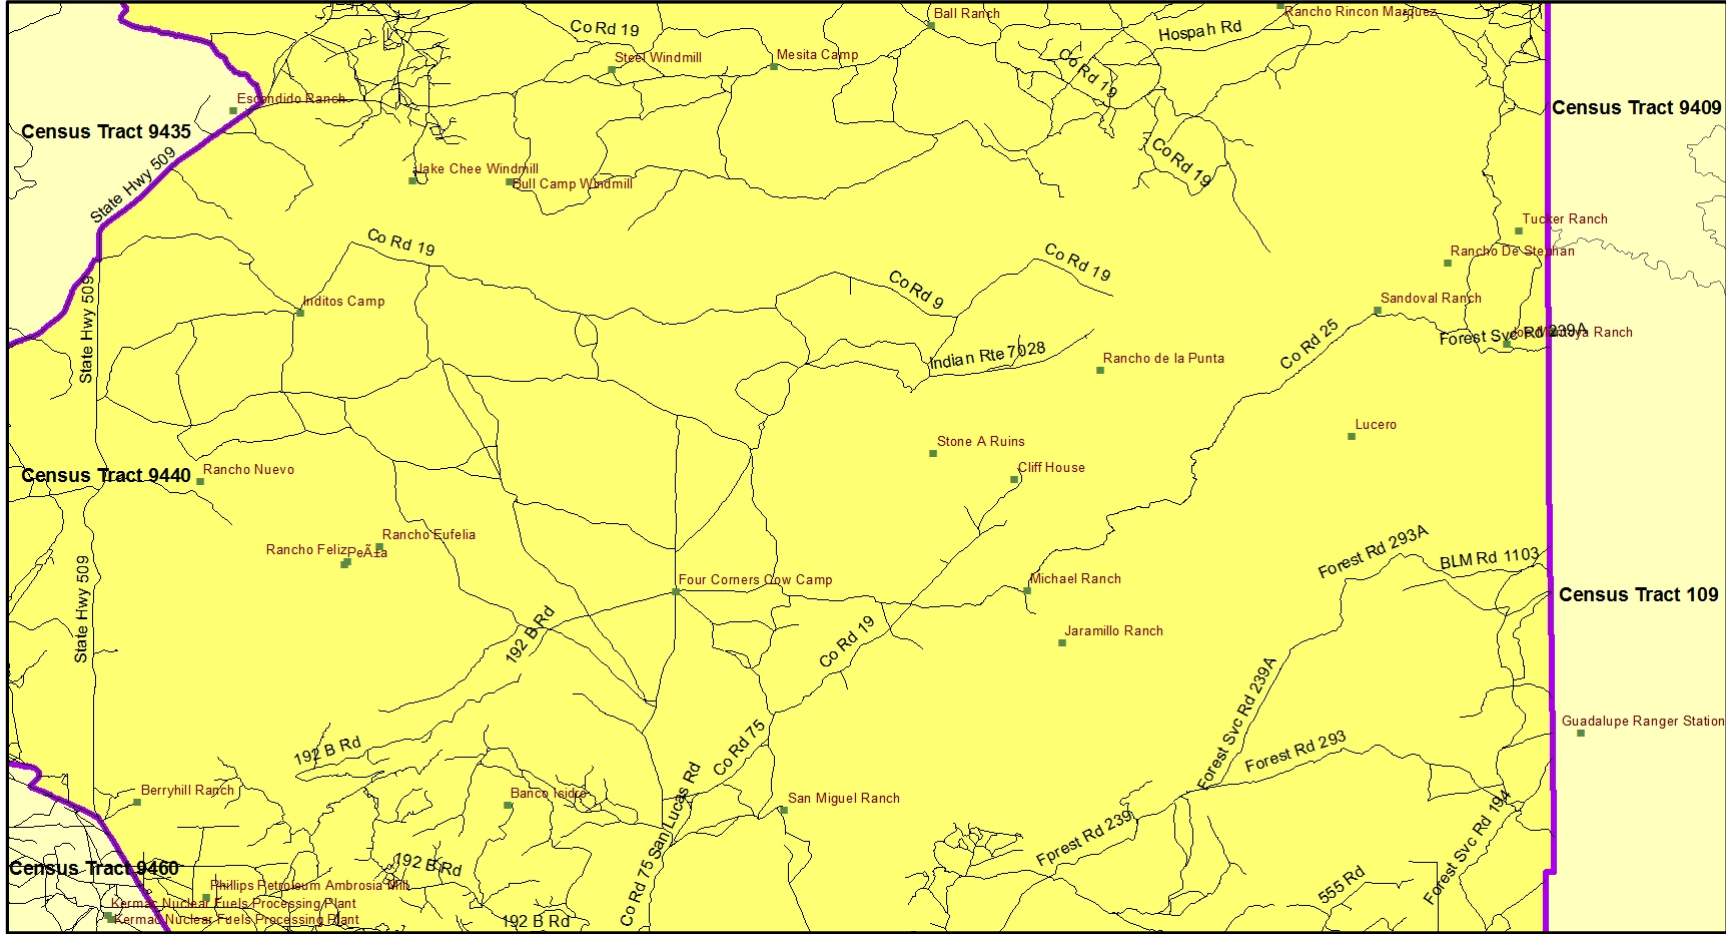 Ball Ranch
Rancho Rincon Marquez
Co Rd 19
Hospah Rd
Steel Windmill
Mesita Camp
Co Rd 19
Escondido Ranch
Census Tract 9409
Census Tract 9435
State Hwy 509
Jake Chee Windmill
Bull Camp Windmill
Co Rd 19
Tucker Ranch
Co Rd 19
Co Rd 19
Rancho De Stephan
Co Rd 9
Inditos Camp
Sandoval Ranch
State Hwy 509
Co Rd 25
Forest Svc Rd 239A
Joe Montoya Ranch
Indian Rte 7028
Rancho de la Punta
Lucero
Stone A Ruins
Cliff House
Census Tract 9440
Rancho Nuevo
Rancho Eufelia
Rancho Feliz
PeÃ±a
Forest Rd 293A
BLM Rd 1103
State Hwy 509
Four Corners Cow Camp
Michael Ranch
Census Tract 109
192 B Rd
Co Rd 19
Jaramillo Ranch
Forest Svc Rd 239A
Guadalupe Ranger Station
192 B Rd
Co Rd 75
Forest Rd 293
Berryhill Ranch
Banco Isidro
San Miguel Ranch
Co Rd 75 San Lucas Rd
Forest Rd 239
Forest Svc Rd 194
Census Tract 9460
192 B Rd
555 Rd
Phillips Petroleum Ambrosia Mill
Kermac Nuclear Fuels Processing Plant
Kermac Nuclear Fuels Processing Plant
192 B Rd